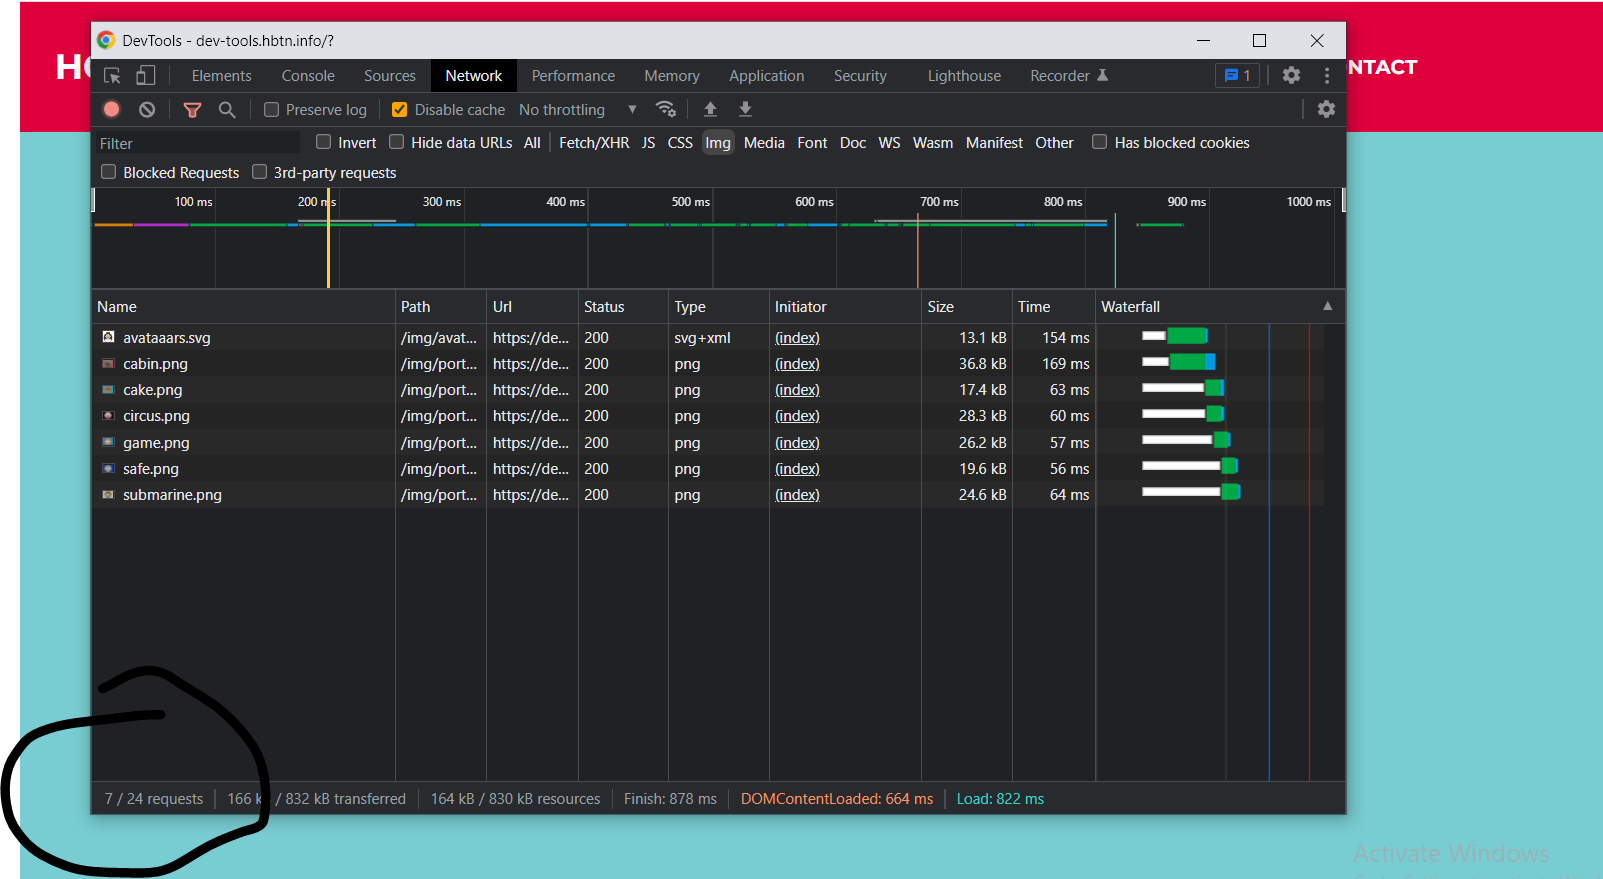 HO
NTACT
DevTools - dev-tools.hbtn.info/?
Elements Console Sources Network Performance Memory Application Security Lighthouse Recorder 1
Preserve log Disable cache No throttling
Filter Invert Hide data URLs All Fetch/XHR JS CSS Img Media Font Doc WS Wasm Manifest Other Has blocked cookies
Blocked Requests 3rd-party requests
100 ms 200 ms 300 ms 400 ms 500 ms 600 ms 700 ms 800 ms 900 ms 1000 ms
Name Path Url Status Type Initiator Size Time Waterfall
avataaars.svg /img/avat... https://de... 200 svg+xml (index) 13.1 kB 154 ms
cabin.png /img/port... https://de... 200 png (index) 36.8 kB 169 ms
cake.png /img/port... https://de... 200 png (index) 17.4 kB 63 ms
circus.png /img/port... https://de... 200 png (index) 28.3 kB 60 ms
game.png /img/port... https://de... 200 png (index) 26.2 kB 57 ms
safe.png /img/port... https://de... 200 png (index) 19.6 kB 56 ms
submarine.png /img/port... https://de... 200 png (index) 24.6 kB 64 ms
7 / 24 requests 166 kB / 832 kB transferred 164 kB / 830 kB resources Finish: 878 ms DOMContentLoaded: 664 ms Load: 822 ms
Activate Windows